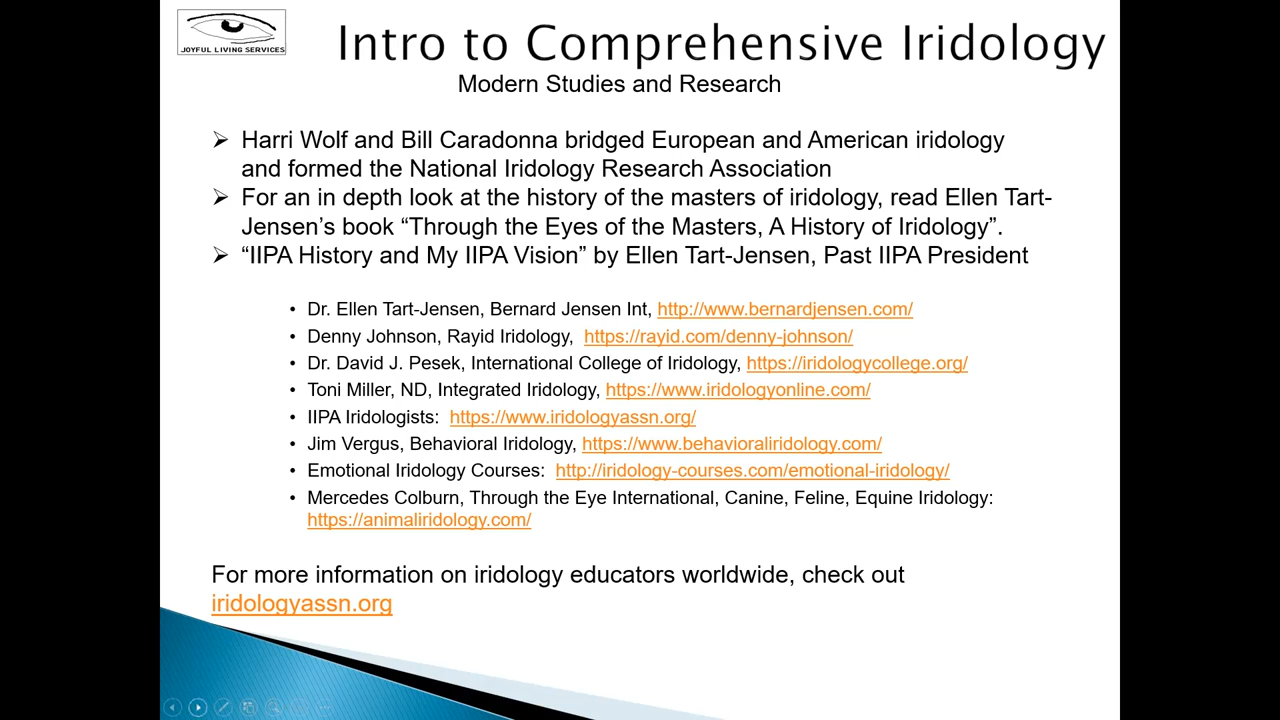 JOYFUL LIVING SERVICES
Intro to Comprehensive Iridology
Modern Studies and Research
Harri Wolf and Bill Caradonna bridged European and American iridology
and formed the National Iridology Research Association
For an in depth look at the history of the masters of iridology, read Ellen Tart-
Jensen’s book “Through the Eyes of the Masters, A History of Iridology”.
“IIPA History and My IIPA Vision” by Ellen Tart-Jensen, Past IIPA President
Dr. Ellen Tart-Jensen, Bernard Jensen Int, http://www.bernardjensen.com/
Denny Johnson, Rayid Iridology, https://rayid.com/denny-johnson/
Dr. David J. Pesek, International College of Iridology, https://iridologycollege.org/
Toni Miller, ND, Integrated Iridology, https://www.iridologyonline.com/
IIPA Iridologists: https://www.iridologyassn.org/
Jim Vergus, Behavioral Iridology, https://www.behavioraliridology.com/
Emotional Iridology Courses: http://iridology-courses.com/emotional-iridology/
Mercedes Colburn, Through the Eye International, Canine, Feline, Equine Iridology:
https://animaliridology.com/
For more information on iridology educators worldwide, check out
iridologyassn.org